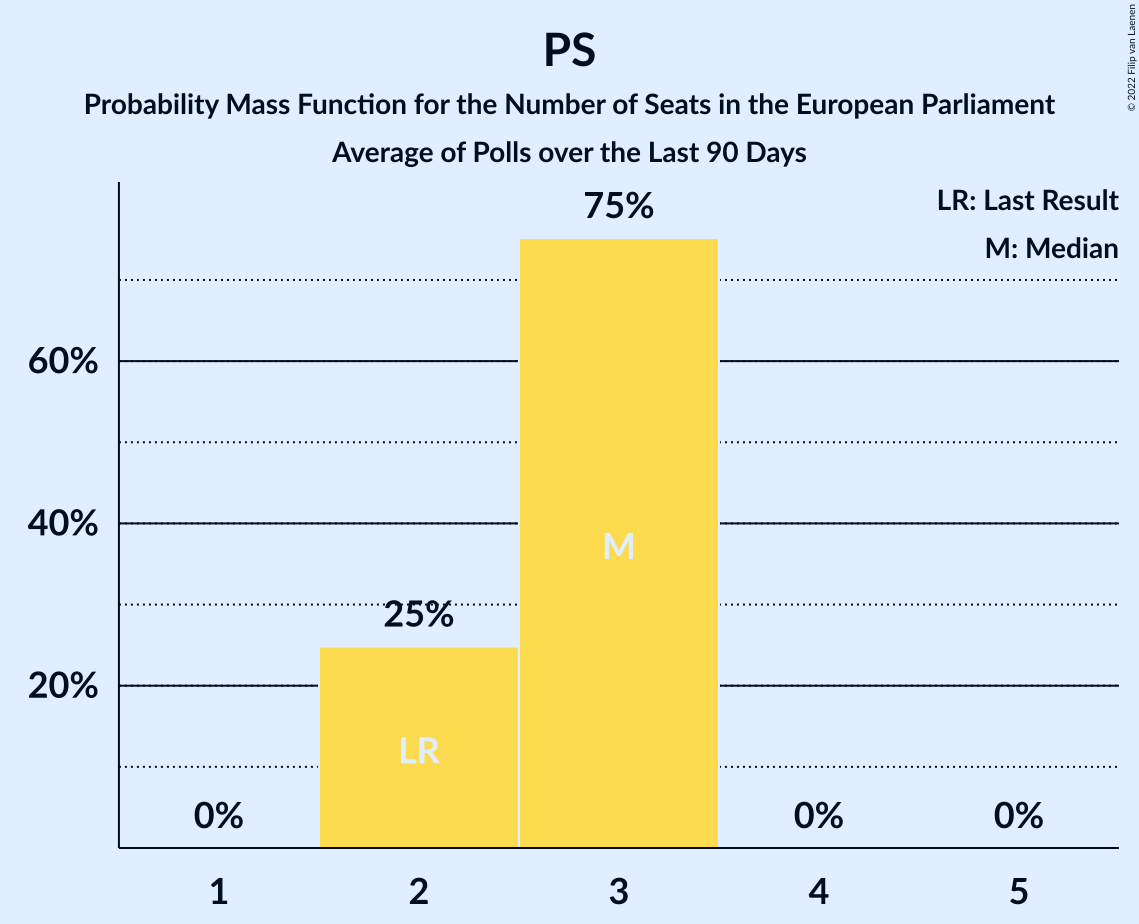 PS
Probability Mass Function for the Number of Seats in the European Parliament
Average of Polls over the Last 90 Days
© 2022 Filip van Laenen
LR: Last Result
M: Median
75%
60%
40%
M
25%
20%
LR
0%
0%
0%
1
2
3
4
5